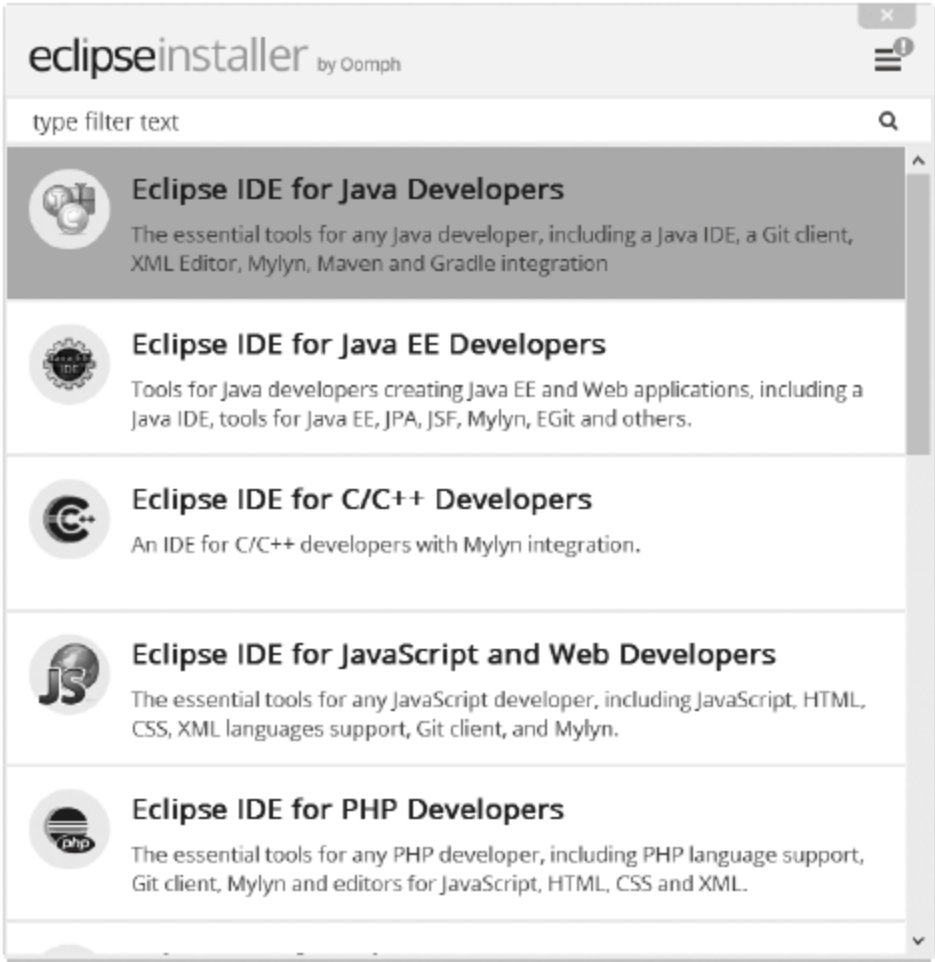 eclipseinstaller by Oomph
type filter text
Eclipse IDE for Java Developers
The essential tools for any Java developer, including a Java IDE, a Git client,
XML Editor, Mylyn, Maven and Gradle integration
Java EE
IDE
Eclipse IDE for Java EE Developers
Tools for Java developers creating Java EE and Web applications, including a
Java IDE, tools for Java EE, JPA, JSF, Mylyn, EGit and others.
C++
Eclipse IDE for C/C++ Developers
An IDE for C/C++ developers with Mylyn integration.
JS
Eclipse IDE for JavaScript and Web Developers
The essential tools for any JavaScript developer, including JavaScript, HTML,
CSS, XML languages support, Git client, and Mylyn.
php
Eclipse IDE for PHP Developers
The essential tools for any PHP developer, including PHP language support,
Git client, Mylyn and editors for JavaScript, HTML, CSS and XML.